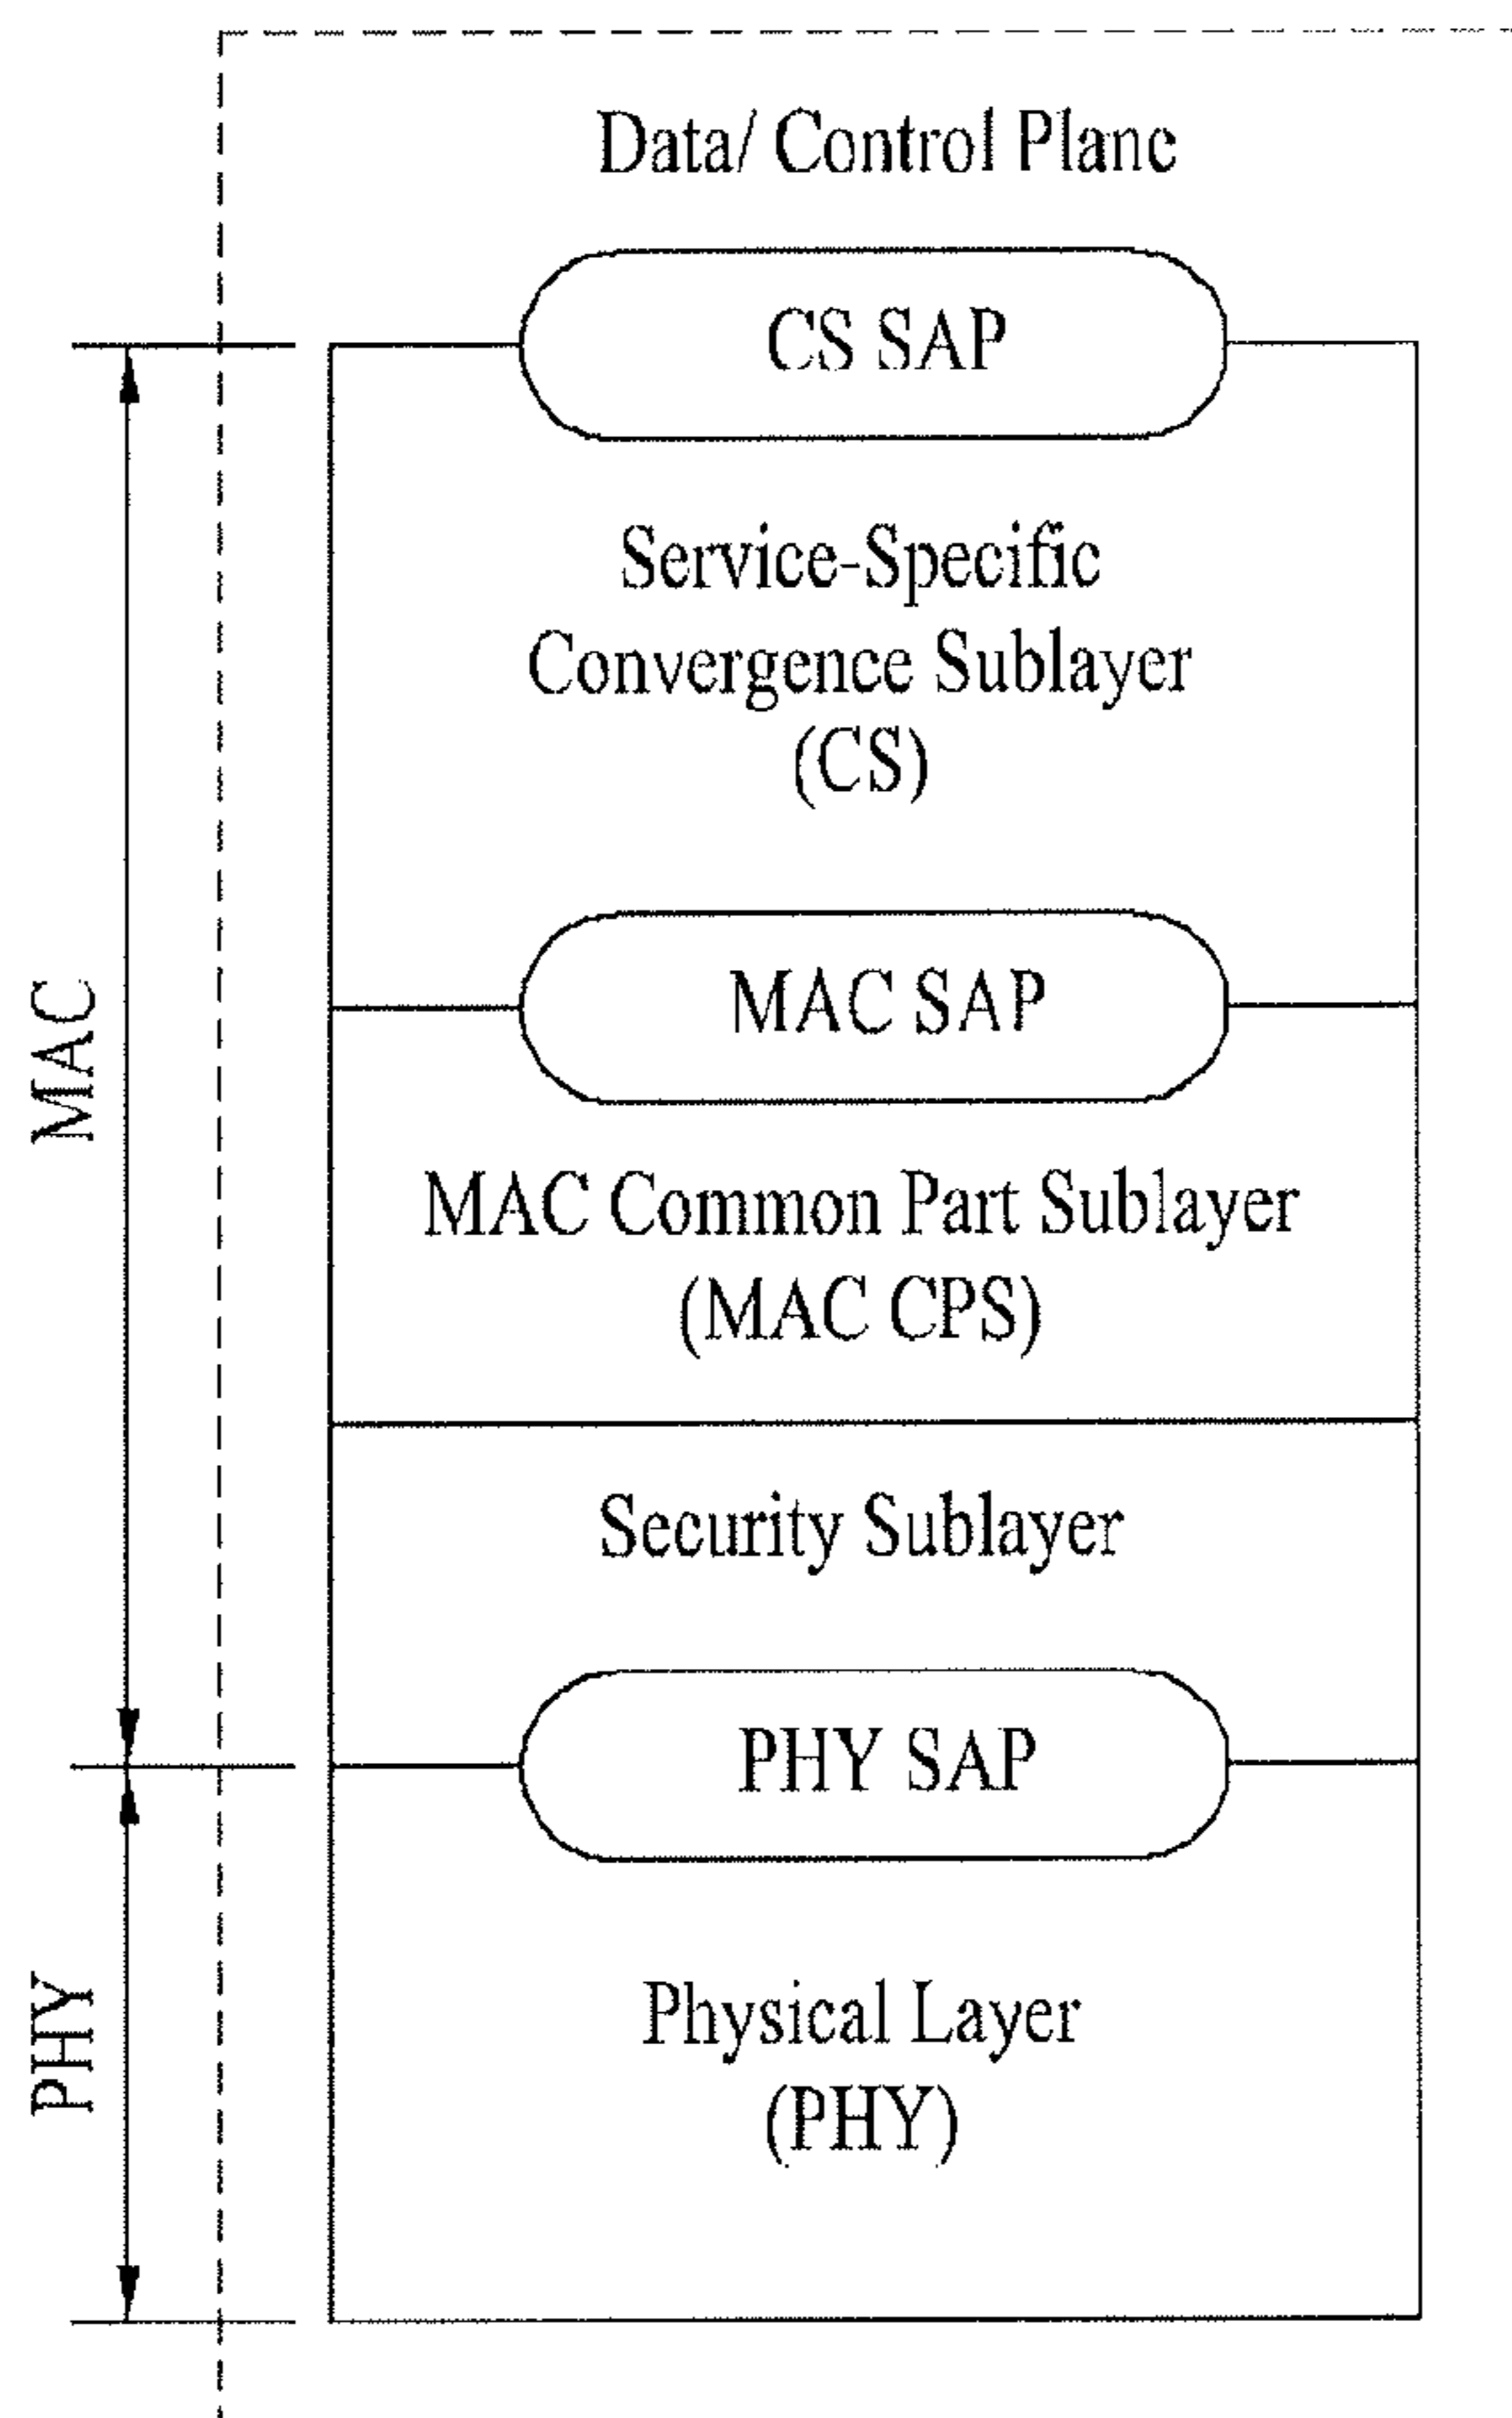 Data/ Control Plane
CS SAP
Service-Specific
Convergence Sublayer
(CS)
MAC SAP
MAC
MAC Common Part Sublayer
(MAC CPS)
Security Sublayer
PHY SAP
Physical Layer
(PHY)
PHY